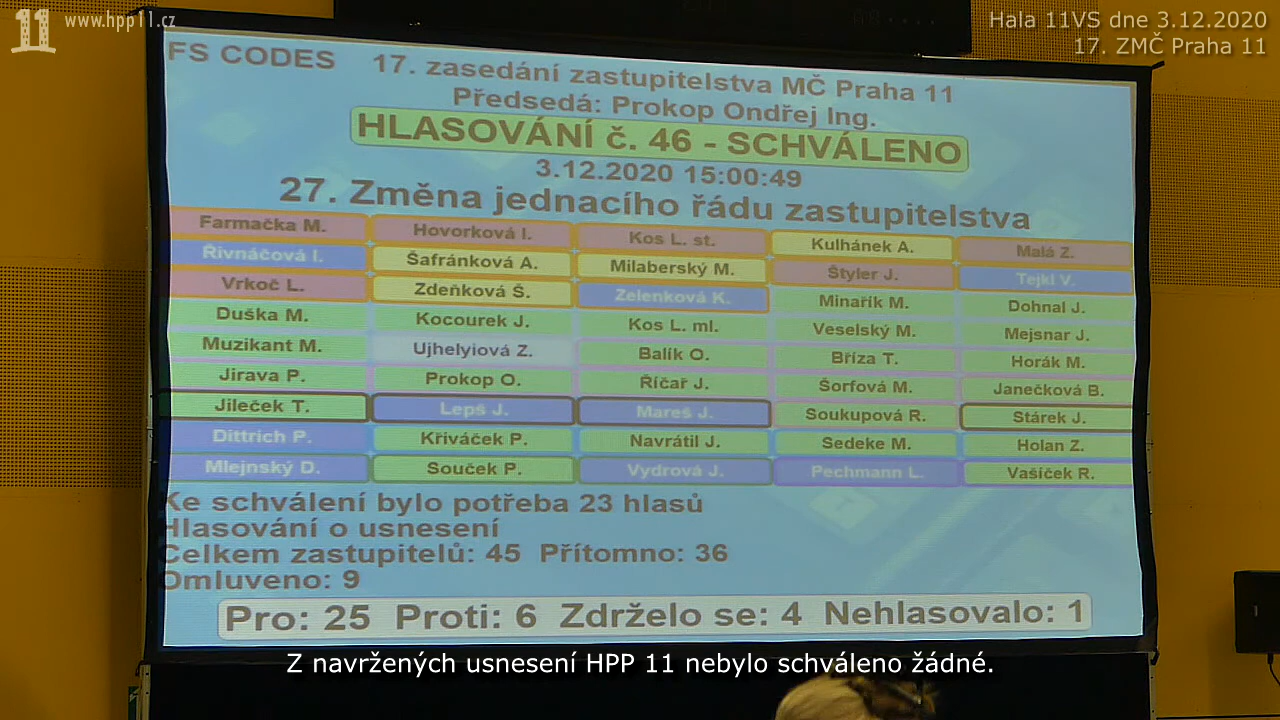 11 www.hpp11.cz
Hala 11VS dne 3.12.2020
17. ZMČ Praha 11
FS CODES 17. zasedání zastupitelstva MČ Praha 11
Předsedá: Prokop Ondřej Ing.
HLASOVÁNÍ č. 46 - SCHVÁLENO
3.12.2020 15:00:49
27. Změna jednacího řádu zastupitelstva
Farmačka M. Hovorková I. Kos L. st. Kulhánek A. Malá Z.
Řivnáčová I. Šafránková A. Milaberský M. Štyler J. Tejkl V.
Vrkoč L. Zdeňková Š. Zelenková K. Minařík M. Dohnal J.
Duška M. Kocourek J. Kos L. ml. Veselský M. Mejsnar J.
Muzikant M. Ujhelyiová Z. Balík O. Bříza T. Horák M.
Jirava P. Prokop O. Říčař J. Šorfová M. Janečková B.
Jileček T. Lepš J. Mareš J. Soukupová R. Stárek J.
Dittrich P. Křiváček P. Navrátil J. Sedeke M. Holan Z.
Mlejnský D. Souček P. Vydrová J. Pechmann L. Vašíček R.
Ke schválení bylo potřeba 23 hlasů
Hlasování o usnesení
Celkem zastupitelů: 45 Přítomno: 36
Omluveno: 9
Pro: 25 Proti: 6 Zdrželo se: 4 Nehlasovalo: 1
Z navržených usnesení HPP 11 nebylo schváleno žádné.